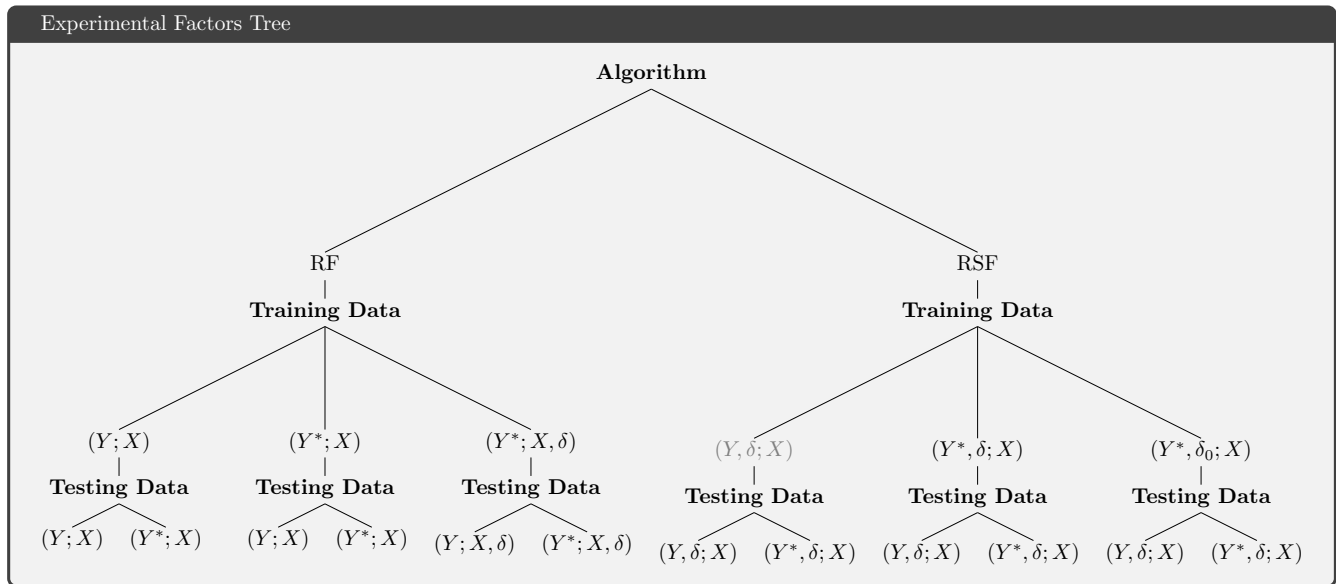 Experimental Factors Tree
Algorithm
RF RSF
Training Data Training Data
(Y; X) (Y*; X) (Y*; X, δ) (Y, δ; X) (Y*, δ; X) (Y*, δ₀; X)
Testing Data Testing Data Testing Data Testing Data Testing Data Testing Data
(Y; X) (Y*; X) (Y; X) (Y*; X) (Y; X, δ) (Y*; X, δ) (Y, δ; X) (Y*, δ; X) (Y, δ; X) (Y*, δ; X) (Y, δ; X) (Y*, δ; X)